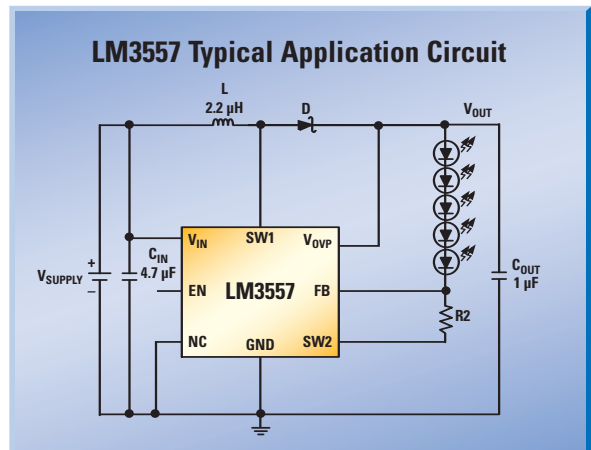 LM3557 Typical Application Circuit
L
2.2 µH
D
VOUT
VIN
SW1
VOVP
CIN
4.7 µF
+
VSUPPLY
–
EN
LM3557
FB
COUT
1 µF
R2
NC
GND
SW2